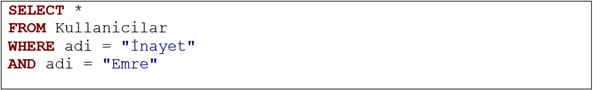 SELECT *
FROM Kullanicilar
WHERE adi = "İnayet"
AND adi = "Emre"